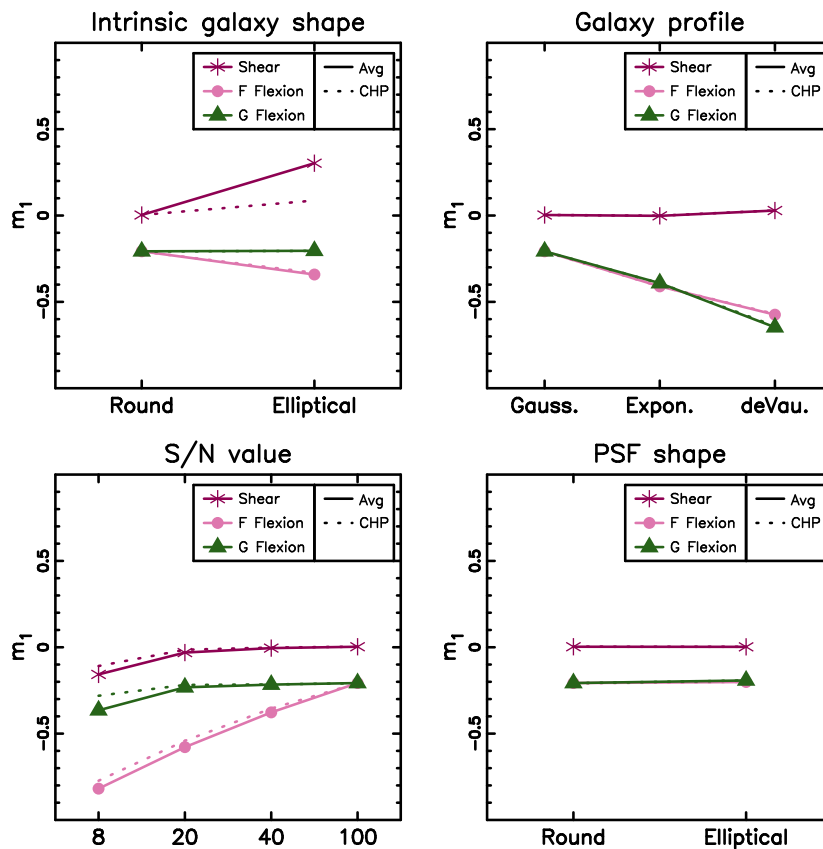 Intrinsic galaxy shape
Shear Avg
F Flexion CHP
G Flexion
0.5
0
−0.5
m1
Round Elliptical
Galaxy profile
Shear Avg
F Flexion CHP
G Flexion
0.5
0
−0.5
m1
Gauss. Expon. deVau.
S/N value
Shear Avg
F Flexion CHP
G Flexion
0.5
0
−0.5
m1
8 20 40 100
PSF shape
Shear Avg
F Flexion CHP
G Flexion
0.5
0
−0.5
m1
Round Elliptical